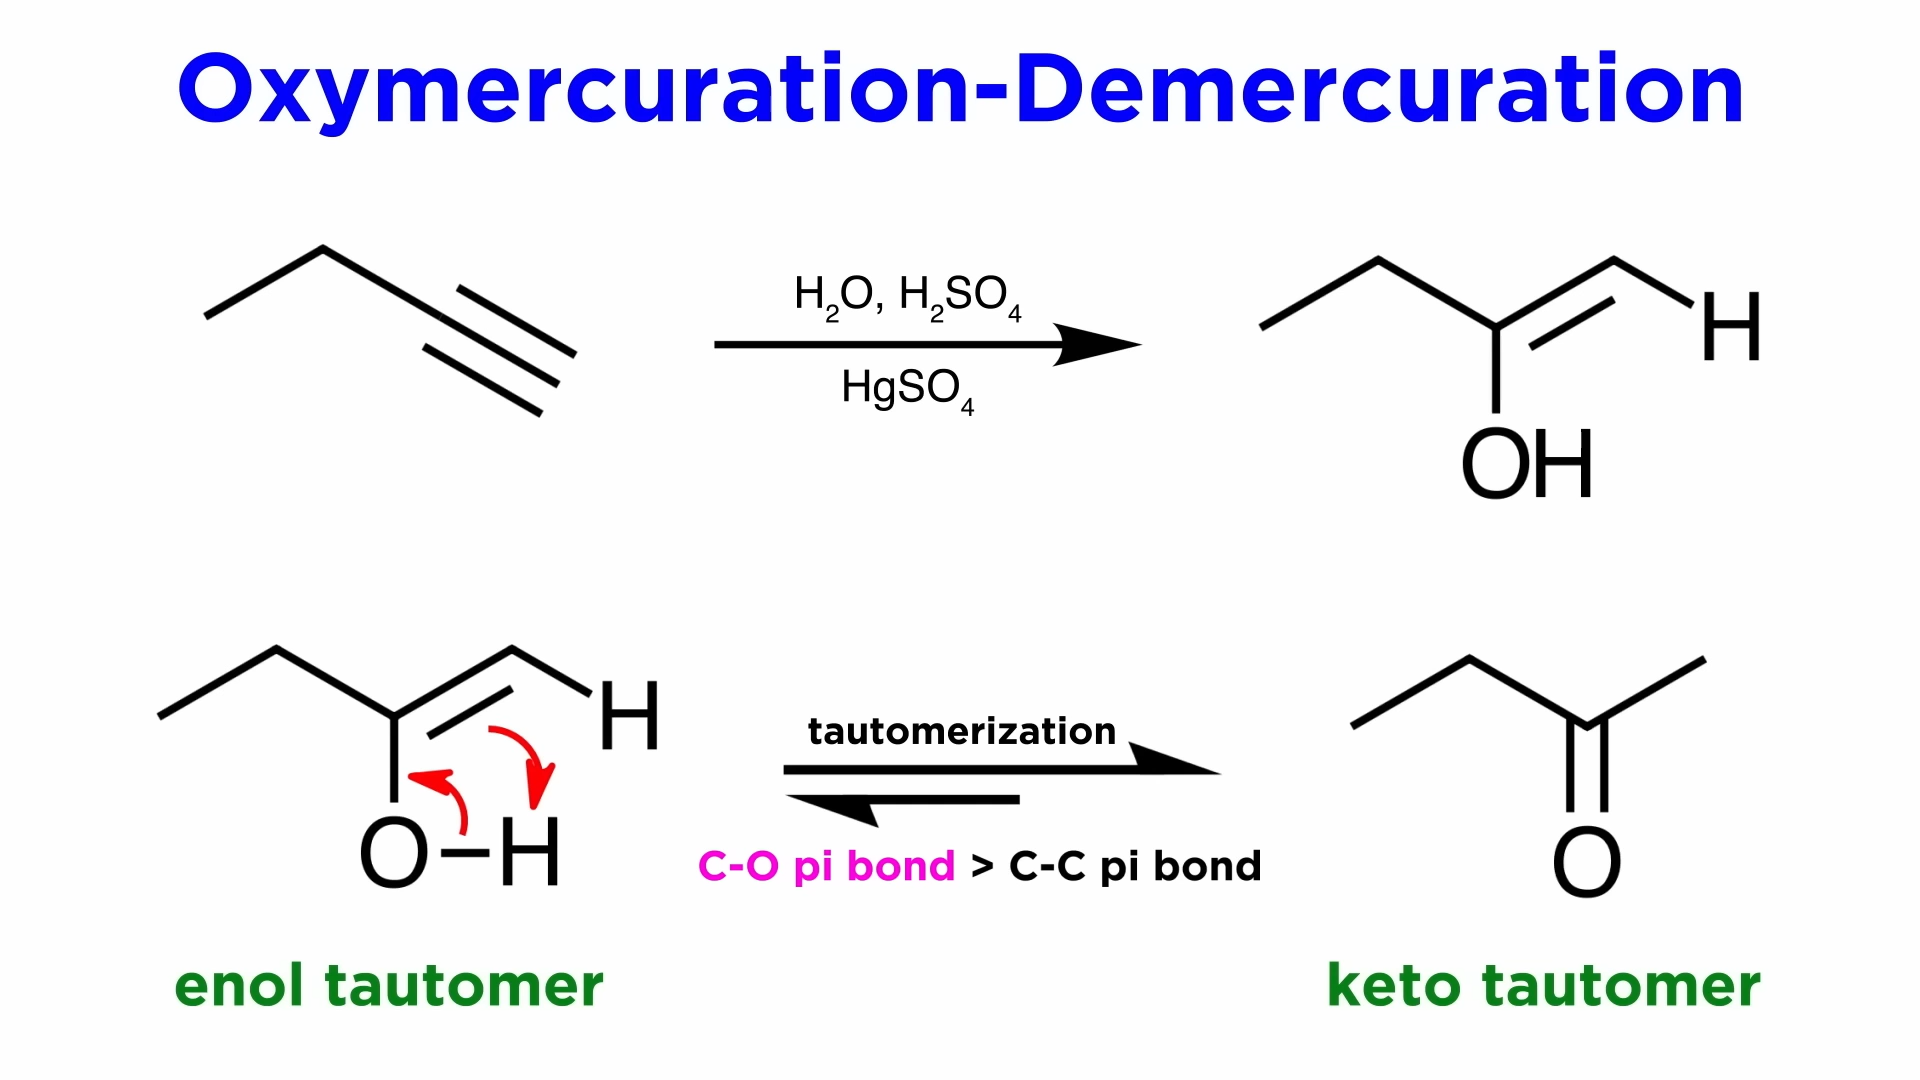 Oxymercuration-Demercuration
H₂O, H₂SO₄
HgSO₄
H
OH
H
O-H
tautomerization
C-O pi bond > C-C pi bond
O
enol tautomer
keto tautomer